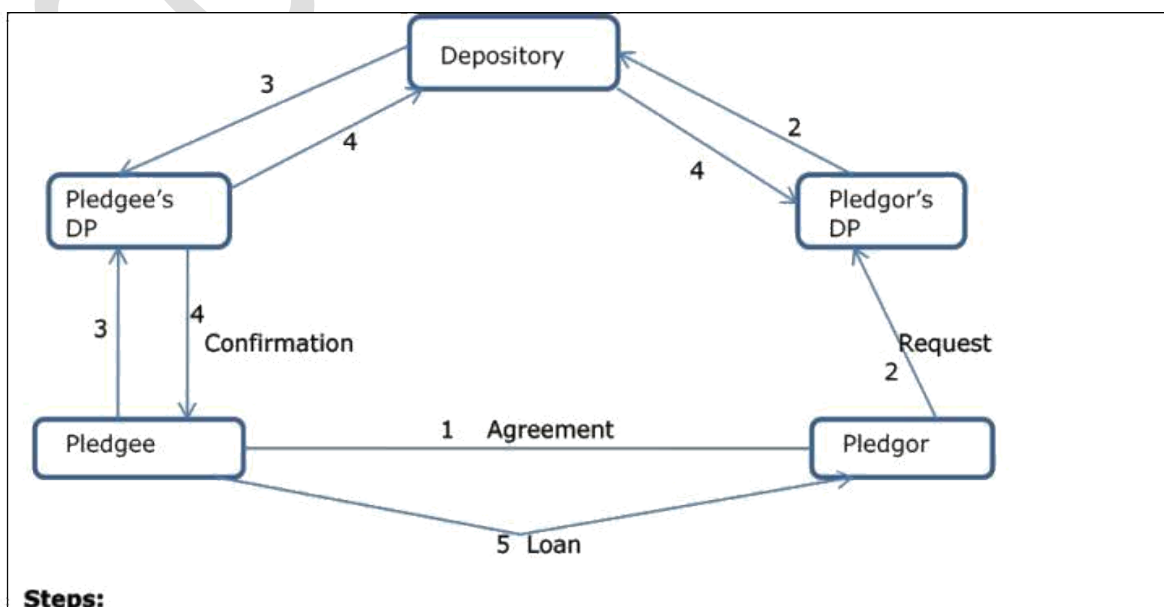 Depository
3
2
4
4
Pledgee's
DP
Pledgor's
DP
3
4
Confirmation
Request
2
Pledgee
1 Agreement
Pledgor
5 Loan
Steps: